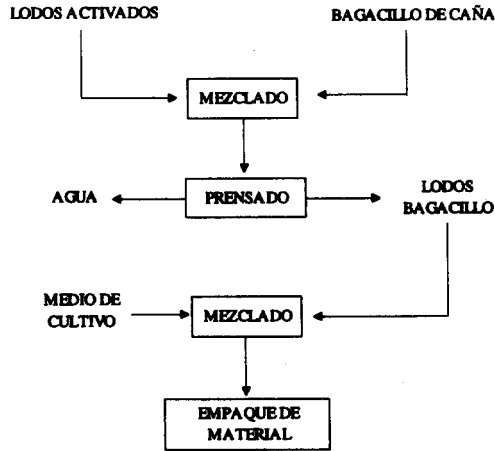 LODOS ACTIVADOS
BAGACILLO DE CAÑA
MEZCLADO
AGUA
PRENSADO
LODOS
BAGACILLO
MEDIO DE
CULTIVO
MEZCLADO
EMPAQUE DE
MATERIAL